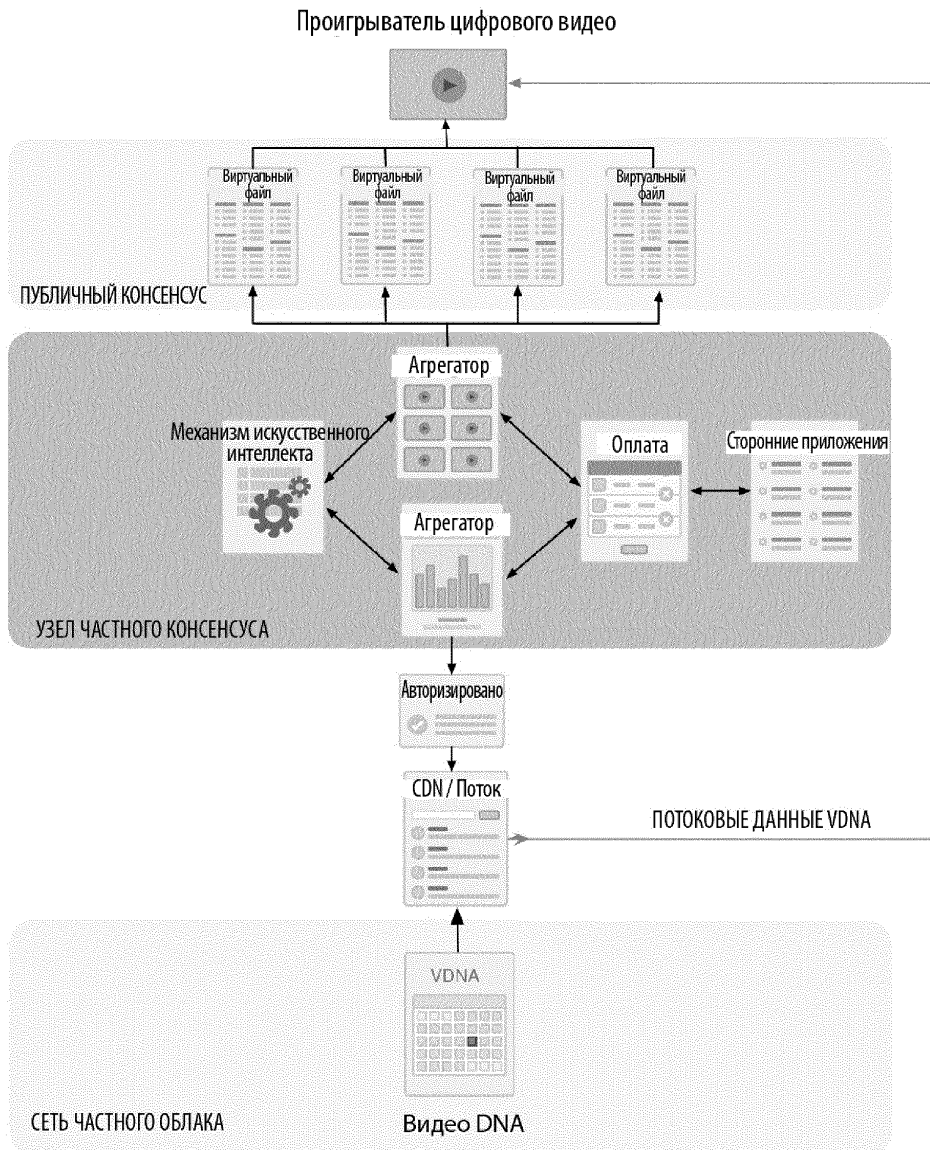 Проигрыватель цифрового видео
Виртуальный
файл
Виртуальный
файл
Виртуальный
файл
Виртуальный
файл
ПУБЛИЧНЫЙ КОНСЕНСУС
Агрегатор
Механизм искусственного
интеллекта
Оплата
Сторонние приложения
Агрегатор
УЗЕЛ ЧАСТНОГО КОНСЕНСУСА
Авторизировано
CDN / Поток
ПОТОКОВЫЕ ДАННЫЕ VDNA
VDNA
СЕТЬ ЧАСТНОГО ОБЛАКА
Видео DNA